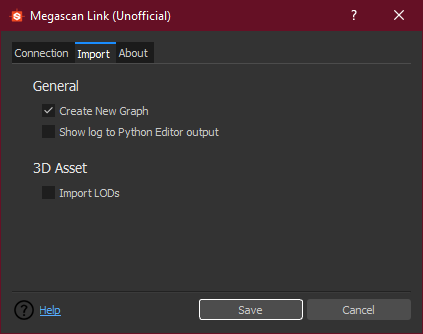 Megascan Link (Unofficial)
?
Connection Import About
General
Create New Graph
Show log to Python Editor output
3D Asset
Import LODs
? Help Save Cancel